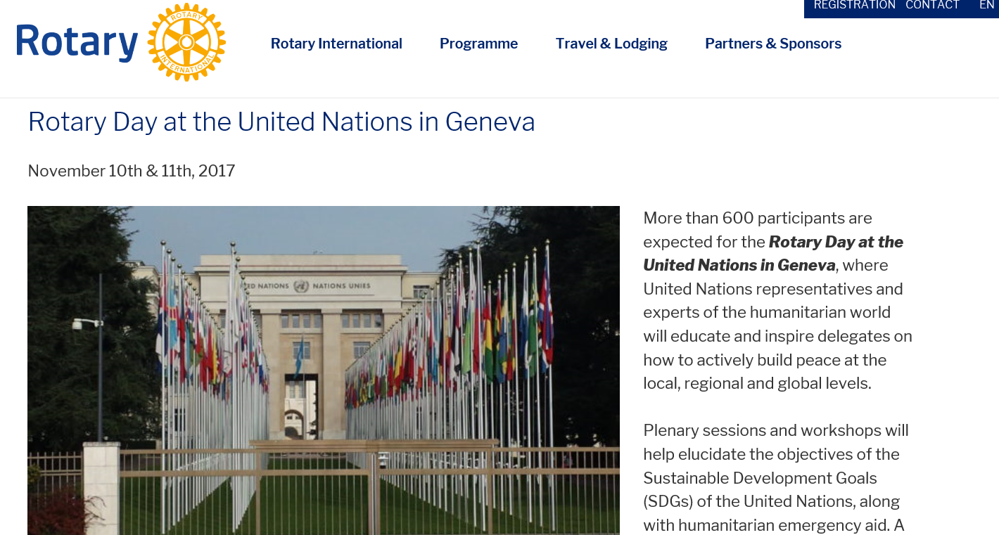 REGISTRATION CONTACT EN
Rotary
ROTARY
INTERNATIONAL
Rotary International Programme Travel & Lodging Partners & Sponsors
Rotary Day at the United Nations in Geneva
November 10th & 11th, 2017
NATIONS NATIONS UNIES
More than 600 participants are
expected for the Rotary Day at the
United Nations in Geneva, where
United Nations representatives and
experts of the humanitarian world
will educate and inspire delegates on
how to actively build peace at the
local, regional and global levels.
Plenary sessions and workshops will
help elucidate the objectives of the
Sustainable Development Goals
(SDGs) of the United Nations, along
with humanitarian emergency aid. A